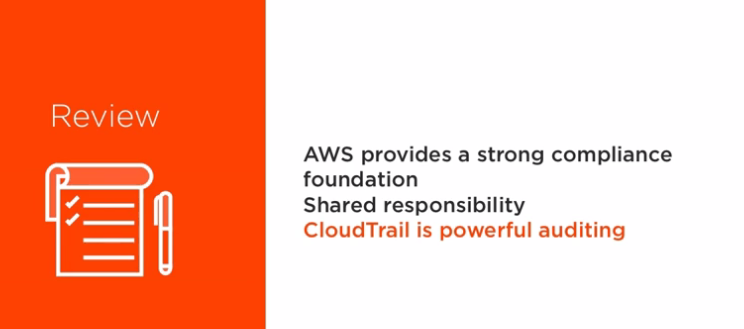 Review
AWS provides a strong compliance
foundation
Shared responsibility
CloudTrail is powerful auditing